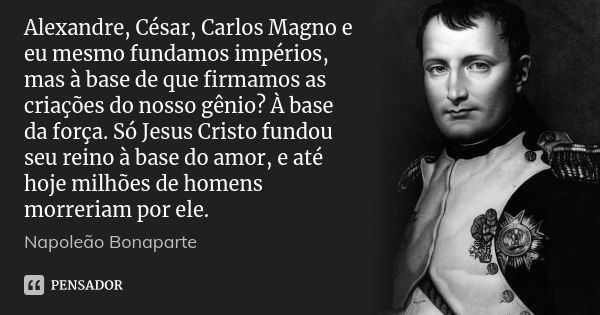 Alexandre, César, Carlos Magno e
eu mesmo fundamos impérios,
mas à base de que firmamos as
criações do nosso gênio? À base
da força. Só Jesus Cristo fundou
seu reino à base do amor, e até
hoje milhões de homens
morreriam por ele.
Napoleão Bonaparte
PENSADOR